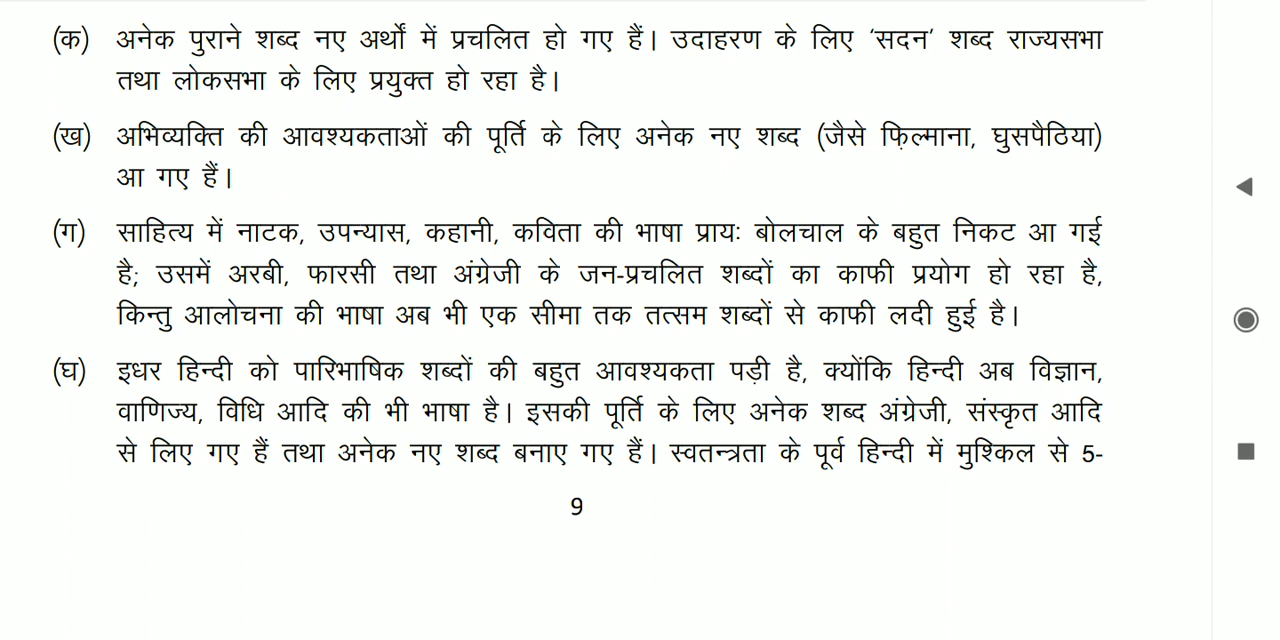 (क) अनेक पुराने शब्द नए अर्थों में प्रचलित हो गए हैं। उदाहरण के लिए ‘सदन’ शब्द राज्यसभा
तथा लोकसभा के लिए प्रयुक्त हो रहा है।
(ख) अभिव्यक्ति की आवश्यकताओं की पूर्ति के लिए अनेक नए शब्द (जैसे फ़िल्माना, घुसपैठिया)
आ गए हैं।
(ग) साहित्य में नाटक, उपन्यास, कहानी, कविता की भाषा प्रायः बोलचाल के बहुत निकट आ गई
है; उसमें अरबी, फारसी तथा अंग्रेजी के जन-प्रचलित शब्दों का काफी प्रयोग हो रहा है,
किन्तु आलोचना की भाषा अब भी एक सीमा तक तत्सम शब्दों से काफी लदी हुई है।
(घ) इधर हिन्दी को पारिभाषिक शब्दों की बहुत आवश्यकता पड़ी है, क्योंकि हिन्दी अब विज्ञान,
वाणिज्य, विधि आदि की भी भाषा है। इसकी पूर्ति के लिए अनेक शब्द अंग्रेजी, संस्कृत आदि
से लिए गए हैं तथा अनेक नए शब्द बनाए गए हैं। स्वतन्त्रता के पूर्व हिन्दी में मुश्किल से 5-
9